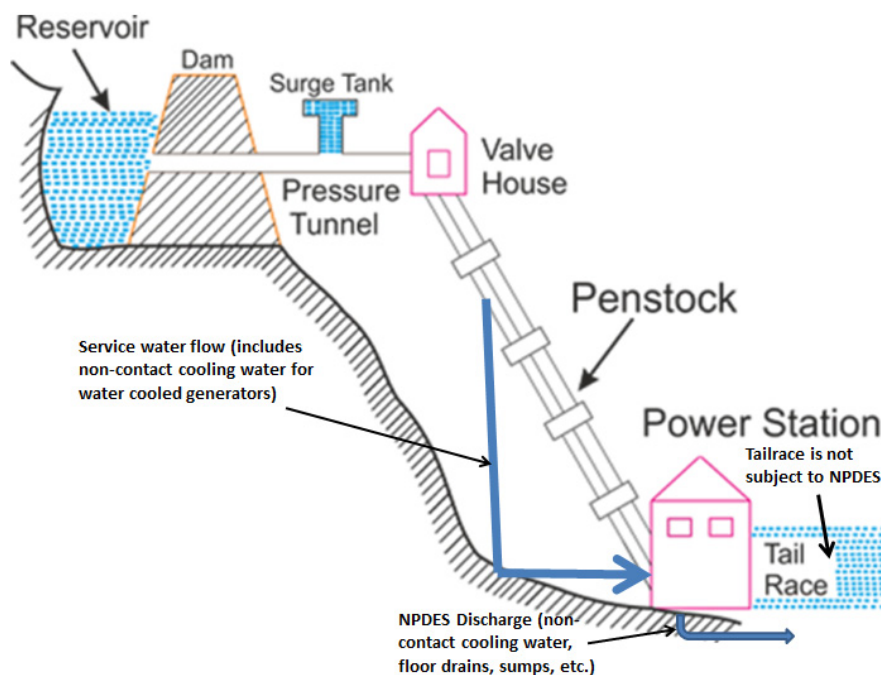 Reservoir
Dam
Surge Tank
Valve
House
Pressure
Tunnel
Penstock
Service water flow (includes
non-contact cooling water for
water cooled generators)
Power Station
Tailrace is not
subject to NPDES
Tail
Race
NPDES Discharge (non-
contact cooling water,
floor drains, sumps, etc.)